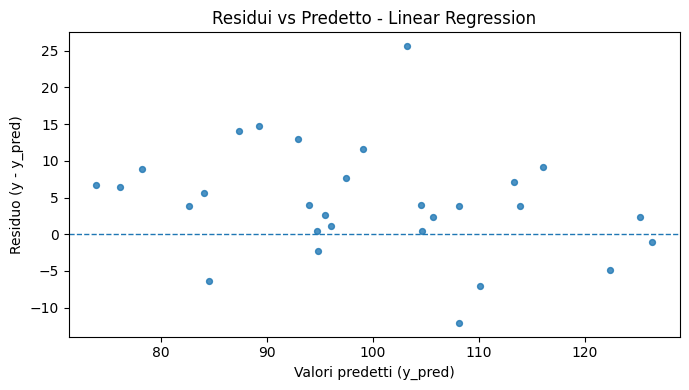 Residui vs Predetto - Linear Regression
Residuo (y - y_pred)
25
20
15
10
5
0
−5
−10
80 90 100 110 120
Valori predetti (y_pred)